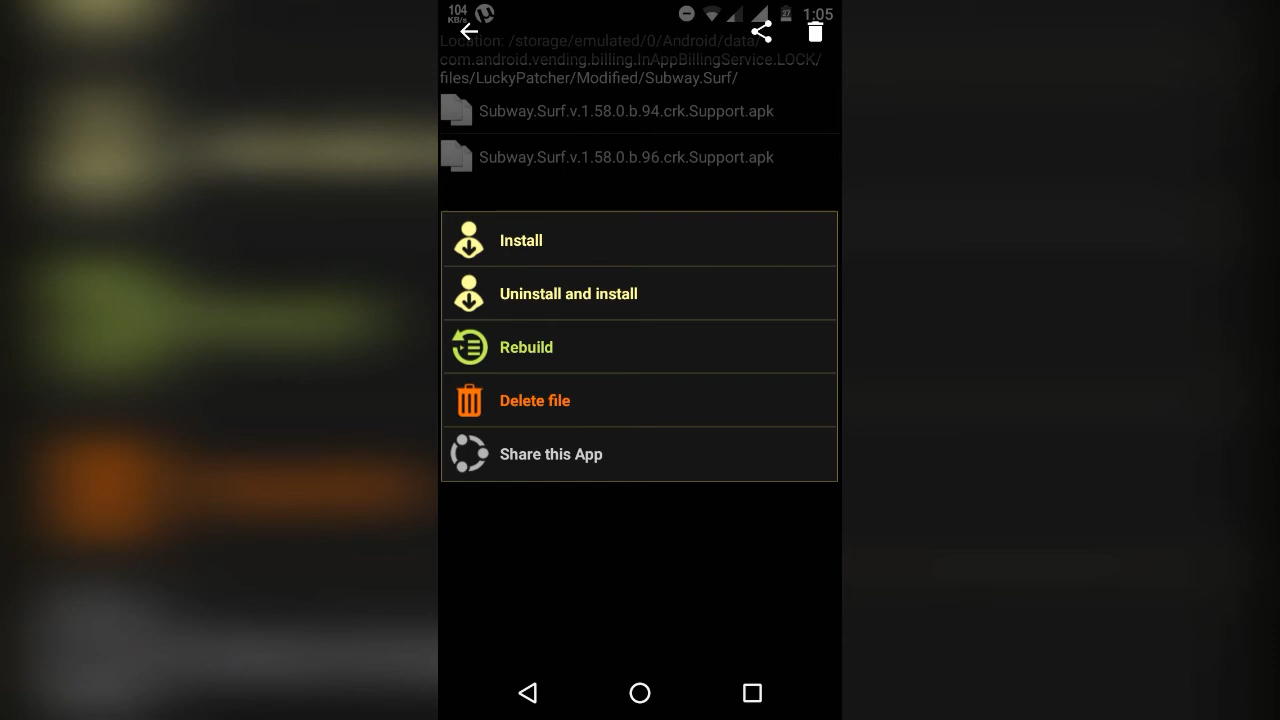 104
KB/s
27
1:05
Location: /storage/emulated/0/Android/data/
com.android.vending.billing.InAppBillingService.LOCK/
files/LuckyPatcher/Modified/Subway.Surf/
Subway.Surf.v.1.58.0.b.94.crk.Support.apk
Subway.Surf.v.1.58.0.b.96.crk.Support.apk
Install
Uninstall and install
Rebuild
Delete file
Share this App